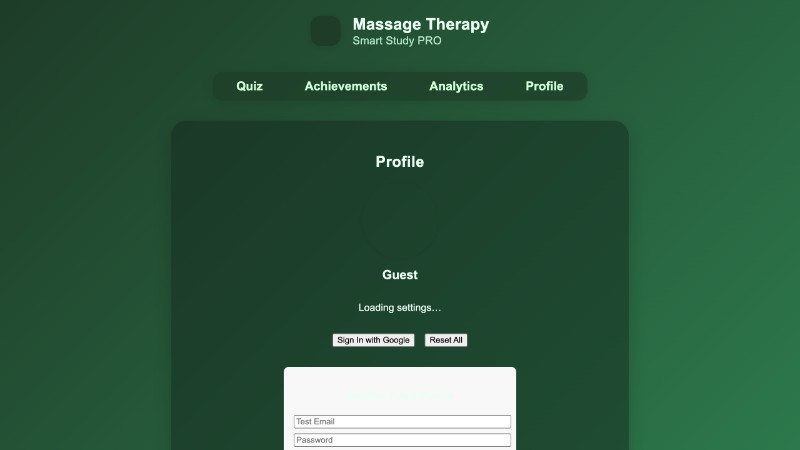 Massage Therapy
Smart Study PRO
Quiz Achievements Analytics Profile
Profile
Guest
Loading settings…
Sign In with Google Reset All
Test Email
Password